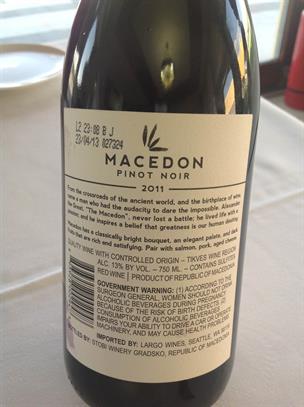 L2 23:08 B J
23/04/13 027324
MACEDON
PINOT NOIR
2011
From the crossroads of the ancient world, and the birthplace of wine,
came a man who had the audacity to dare the impossible. Alexander
the Great, "The Macedon", never lost a battle: he lived life with
passion, and he inspires a belief that greatness is our human destiny.
Macedon has a classically bright bouquet, an elegant palate, and dark
that are rich and satisfying. Pair with salmon, pork, aged cheese.
QUALITY WINE WITH CONTROLLED ORIGIN – TIKVES WINE REGION
ALC. 13% BY VOL. – 750 ML. – CONTAINS SULFITES
RED WINE | PRODUCT OF REPUBLIC OF MACEDONIA
GOVERNMENT WARNING: (1) ACCORDING TO THE
SURGEON GENERAL, WOMEN SHOULD NOT DRINK
ALCOHOLIC BEVERAGES DURING PREGNANCY
BECAUSE OF THE RISK OF BIRTH DEFECTS. (2)
CONSUMPTION OF ALCOHOLIC BEVERAGES
IMPAIRS YOUR ABILITY TO DRIVE A CAR OR OPERATE
MACHINERY, AND MAY CAUSE HEALTH PROBLEMS.
IMPORTED BY: LARGO WINES, SEATTLE, WA
BOTTLED BY: STOBI WINERY GRADSKO, REPUBLIC OF MACEDONIA